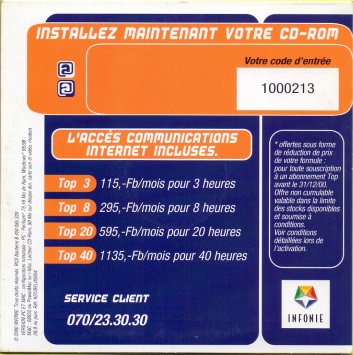 INSTALLEZ MAINTENANT VOTRE CD-ROM
Votre code d'entrée
1000213
L'ACCÈS COMMUNICATIONS
INTERNET INCLUSES.
Top 3 115,-Fb/mois pour 3 heures
Top 8 295,-Fb/mois pour 8 heures
Top 20 595,-Fb/mois pour 20 heures
Top 40 1135,-Fb/mois pour 40 heures
SERVICE CLIENT
070/23.30.30
* offertes sous forme
de réduction de prix
de votre formule :
pour toute souscription
à un abonnement Top
avant le 31/12/00.
Offre non cumulable
valable dans la limite
des stocks disponibles
et soumise à
conditions.
Voir conditions
détaillées lors de
l'activation.
INFONIE